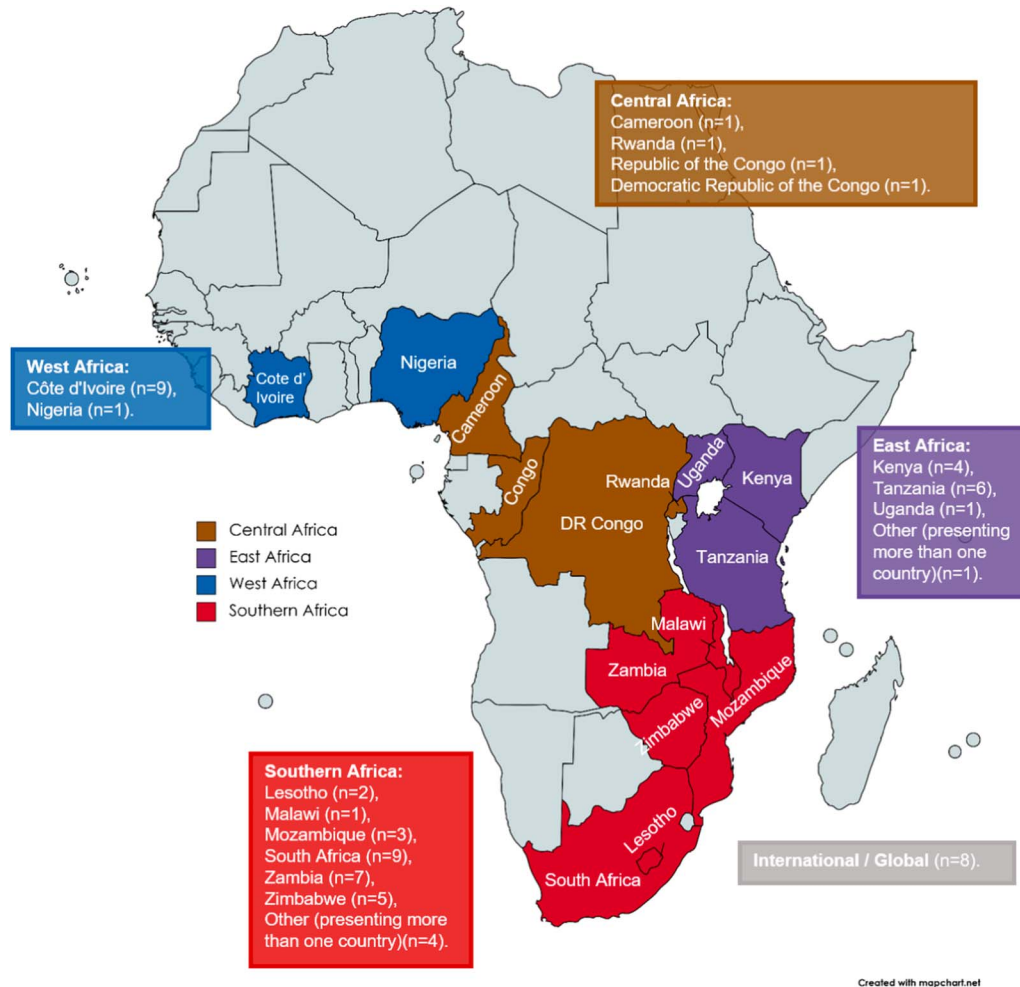 Central Africa:
Cameroon (n=1),
Rwanda (n=1),
Republic of the Congo (n=1),
Democratic Republic of the Congo (n=1).
West Africa:
Côte d'Ivoire (n=9),
Nigeria (n=1).
Cote d'
Ivoire
Nigeria
Cameroon
Congo
DR Congo
Rwanda
Uganda
Kenya
Tanzania
East Africa:
Kenya (n=4),
Tanzania (n=6),
Uganda (n=1),
Other (presenting
more than one
country)(n=1).
Central Africa
East Africa
West Africa
Southern Africa
Malawi
Zambia
Mozambique
Zimbabwe
Lesotho
South Africa
Southern Africa:
Lesotho (n=2),
Malawi (n=1),
Mozambique (n=3),
South Africa (n=9),
Zambia (n=7),
Zimbabwe (n=5),
Other (presenting more
than one country)(n=4).
International / Global (n=8).
Created with mapchart.net